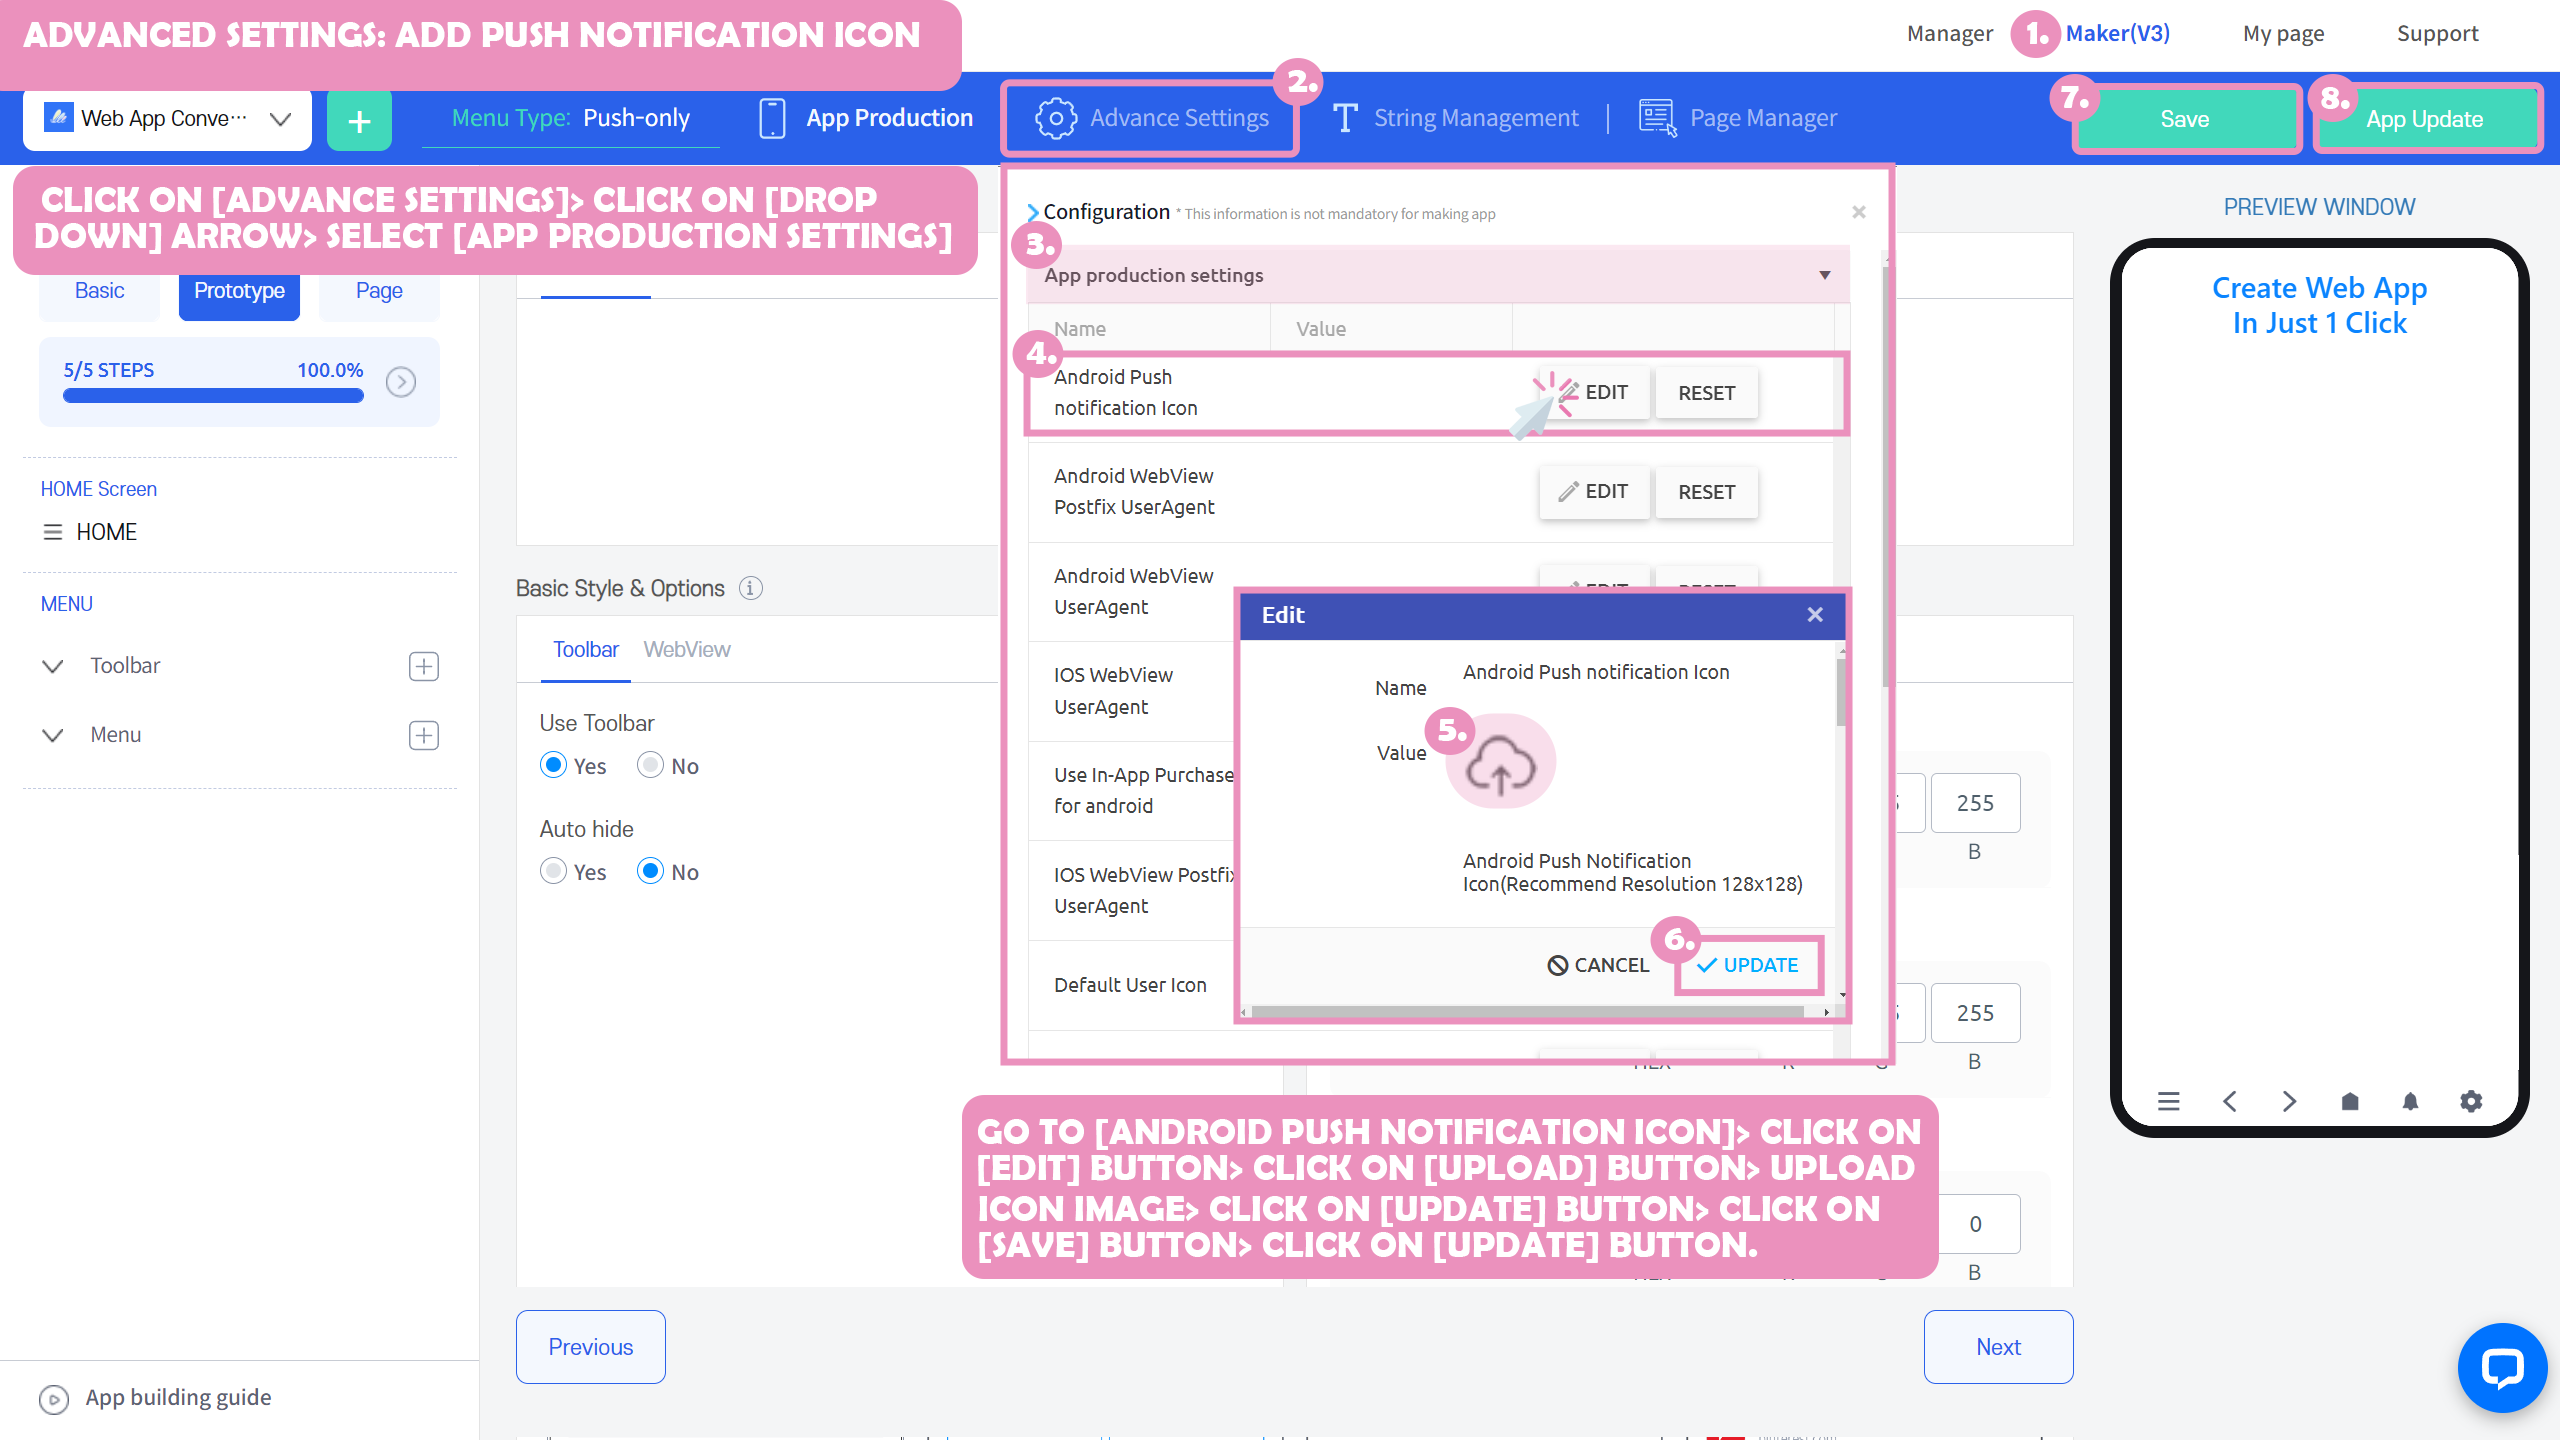 ADVANCED SETTINGS: ADD PUSH NOTIFICATION ICON
Manager
1. Maker(V3)
My page
Support
Web App Conve···
+
Menu Type: Push-only
App Production
2.
Advance Settings
String Management
Page Manager
7.
Save
8.
App Update
CLICK ON [ADVANCE SETTINGS]> CLICK ON [DROP
DOWN] ARROW> SELECT [APP PRODUCTION SETTINGS]
Basic
Prototype
Page
5/5 STEPS
100.0%
HOME Screen
HOME
MENU
Toolbar
Menu
App building guide
Basic Style & Options
Toolbar
WebView
Use Toolbar
Yes
No
Auto hide
Yes
No
Previous
Next
Configuration * This information is not mandatory for making app
×
3.
App production settings
Name
Value
4.
Android Push
notification Icon
EDIT
RESET
Android WebView
Postfix UserAgent
EDIT
RESET
Android WebView
UserAgent
IOS WebView
UserAgent
Use In-App Purchase
for android
IOS WebView Postfix
UserAgent
Default User Icon
Edit
×
Name
Android Push notification Icon
5.
Value
Android Push Notification
Icon(Recommend Resolution 128x128)
6.
CANCEL
UPDATE
255
B
255
B
0
B
GO TO [ANDROID PUSH NOTIFICATION ICON]> CLICK ON
[EDIT] BUTTON> CLICK ON [UPLOAD] BUTTON> UPLOAD
ICON IMAGE> CLICK ON [UPDATE] BUTTON> CLICK ON
[SAVE] BUTTON> CLICK ON [UPDATE] BUTTON.
PREVIEW WINDOW
Create Web App
In Just 1 Click